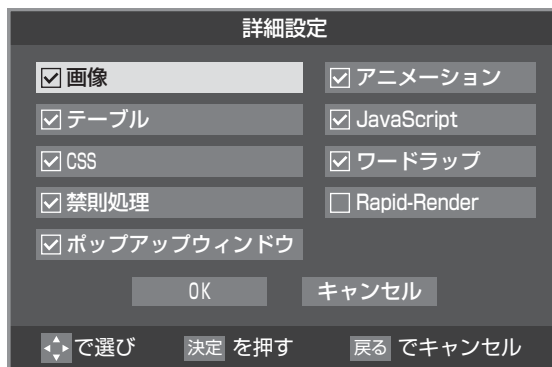 詳細設定
画像 アニメーション
テーブル JavaScript
CSS ワードラップ
禁則処理 Rapid-Render
ポップアップウィンドウ
OK キャンセル
で選び 決定 を押す 戻る でキャンセル